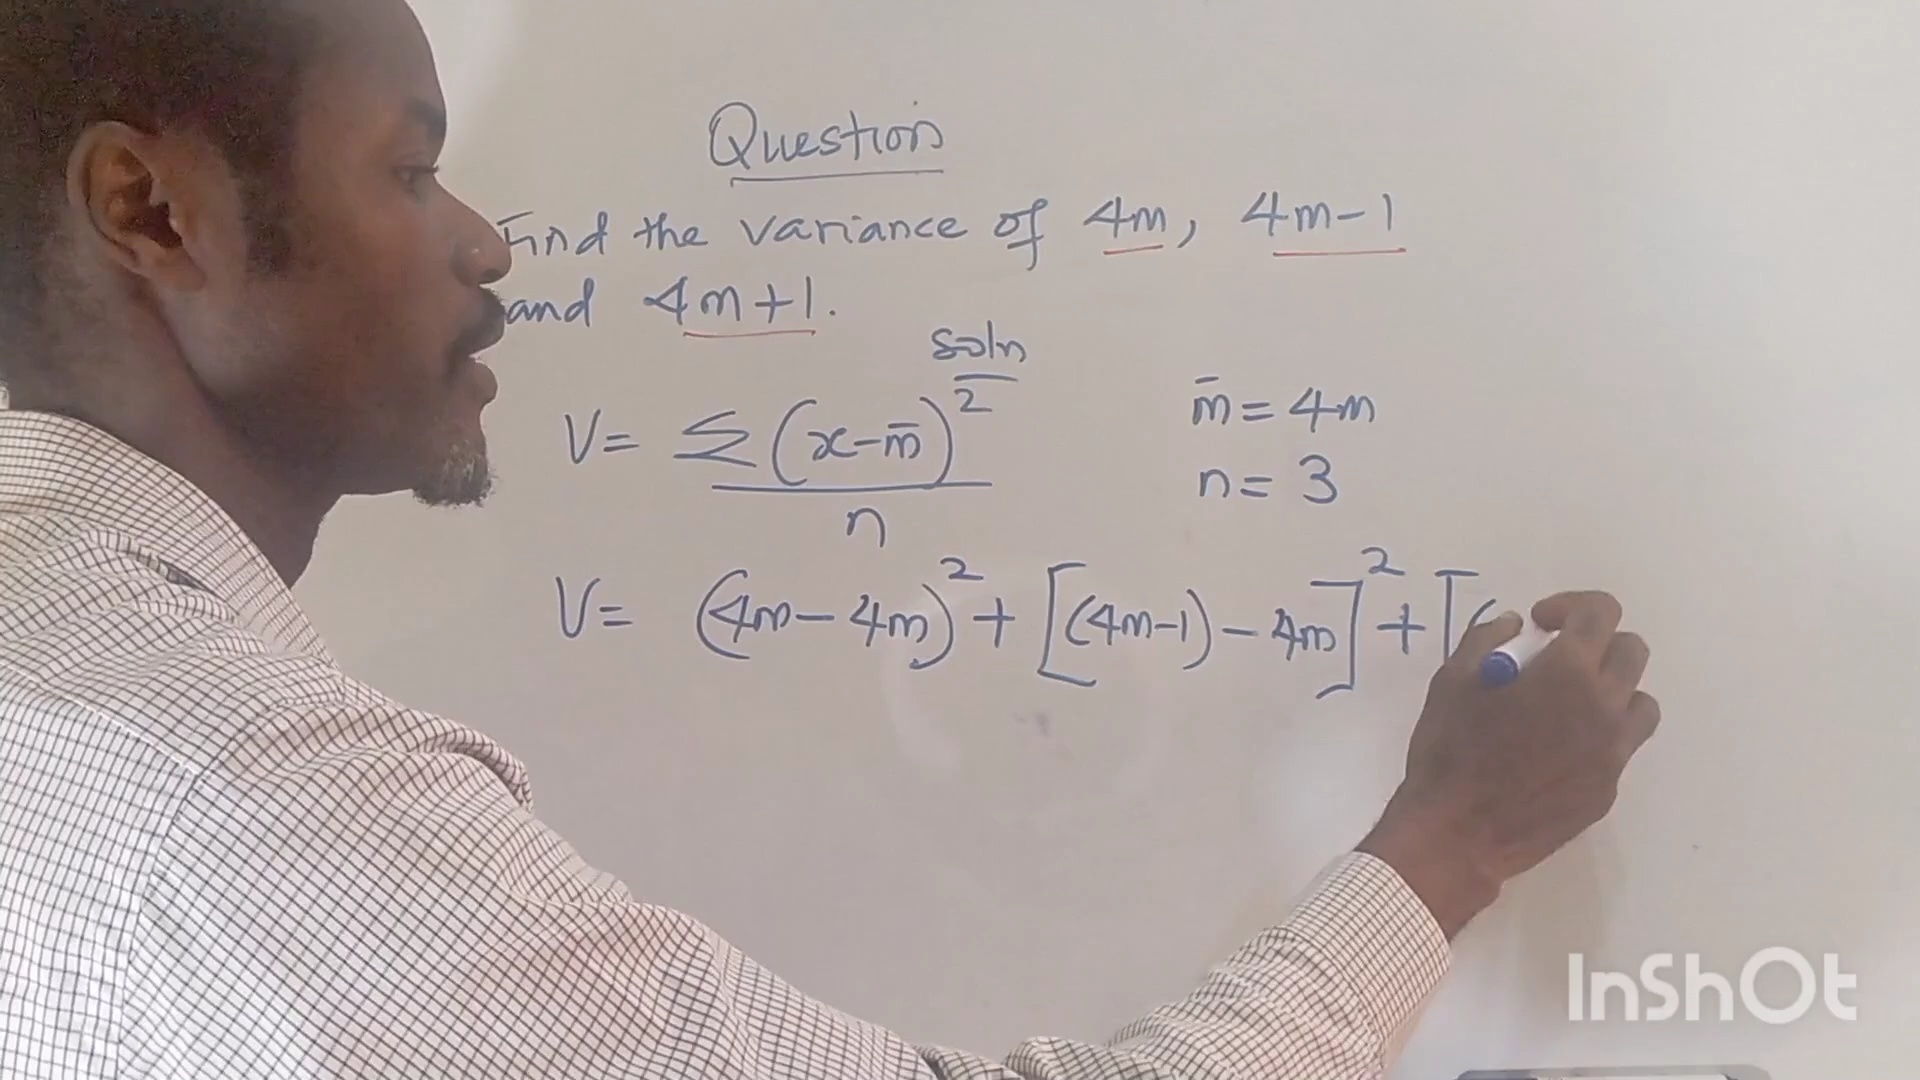 Question
Find the variance of 4m, 4m-1
and 4m+1.
soln
V= Σ(x-m̄)² / n
m̄ = 4m
n = 3
V= (4m-4m)² + [(4m-1)-4m]² + [(
InShOt